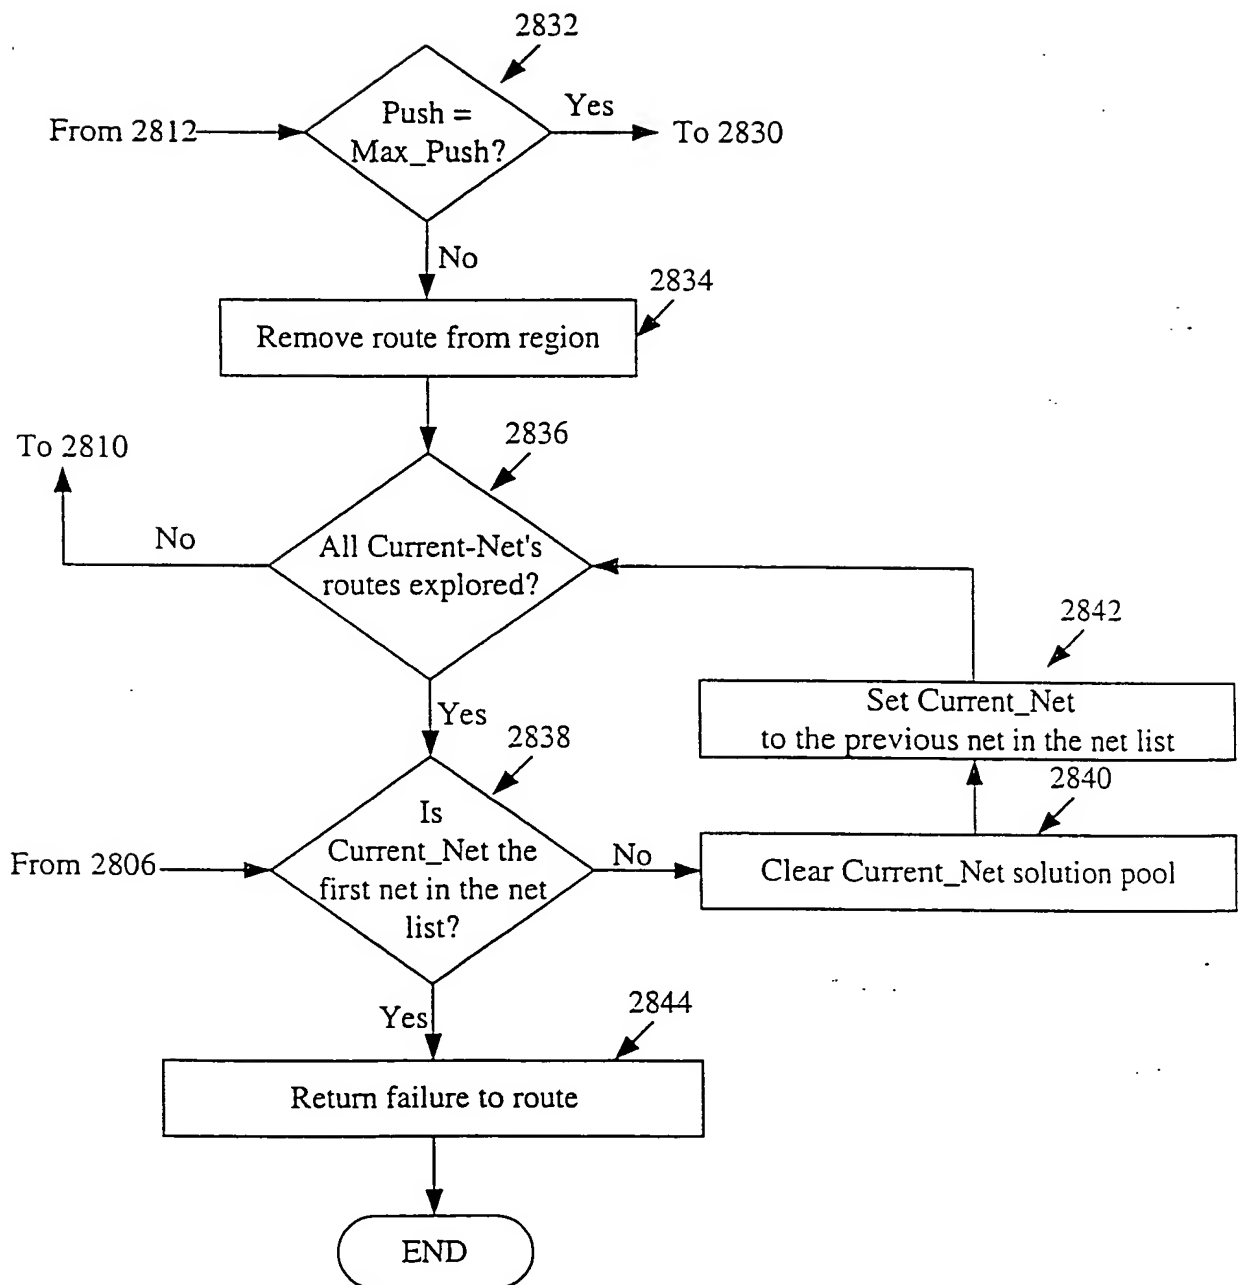 2832
Push =
Max_Push?
From 2812
Yes
To 2830
No
2834
Remove route from region
To 2810
2836
No
All Current-Net's
routes explored?
2842
Set Current_Net
to the previous net in the net list
Yes
2838
2840
Is
Current_Net the
first net in the net
list?
From 2806
No
Clear Current_Net solution pool
Yes
2844
Return failure to route
END